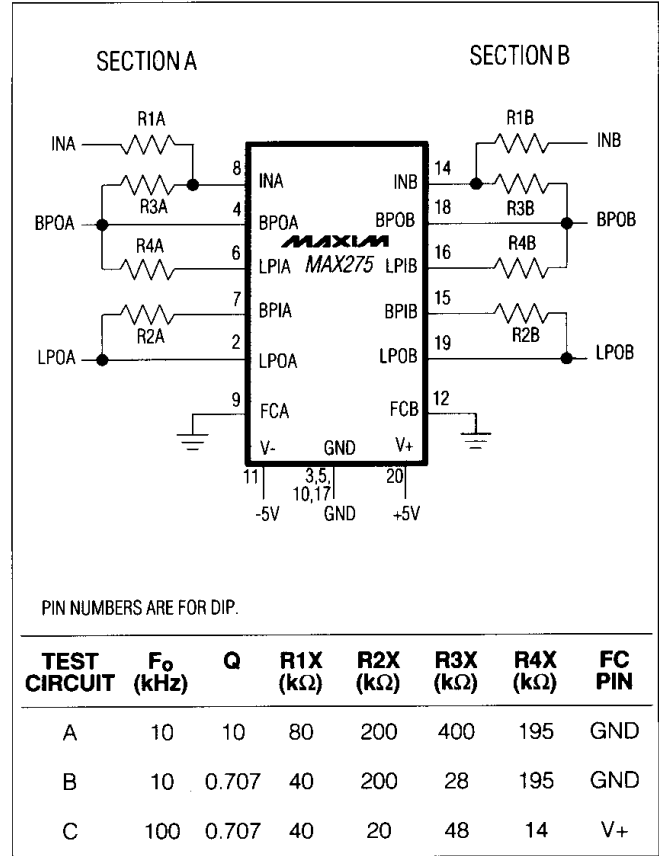 SECTION A
SECTION B
R1A
R1B
INA
INB
8
INA
INB
14
R3A
R3B
BPOA
4
BPOA
BPOB
18
BPOB
MAXIM
R4A
R4B
6
LPIA
MAX275
LPIB
16
7
BPIA
BPIB
15
R2A
R2B
LPOA
2
LPOA
LPOB
19
LPOB
9
FCA
FCB
12
V- GND V+
11
3,5,
10,17
20
-5V GND +5V
PIN NUMBERS ARE FOR DIP.
TEST CIRCUIT Fo (kHz) Q R1X (kΩ) R2X (kΩ) R3X (kΩ) R4X (kΩ) FC PIN
A 10 10 80 200 400 195 GND
B 10 0.707 40 200 28 195 GND
C 100 0.707 40 20 48 14 V+